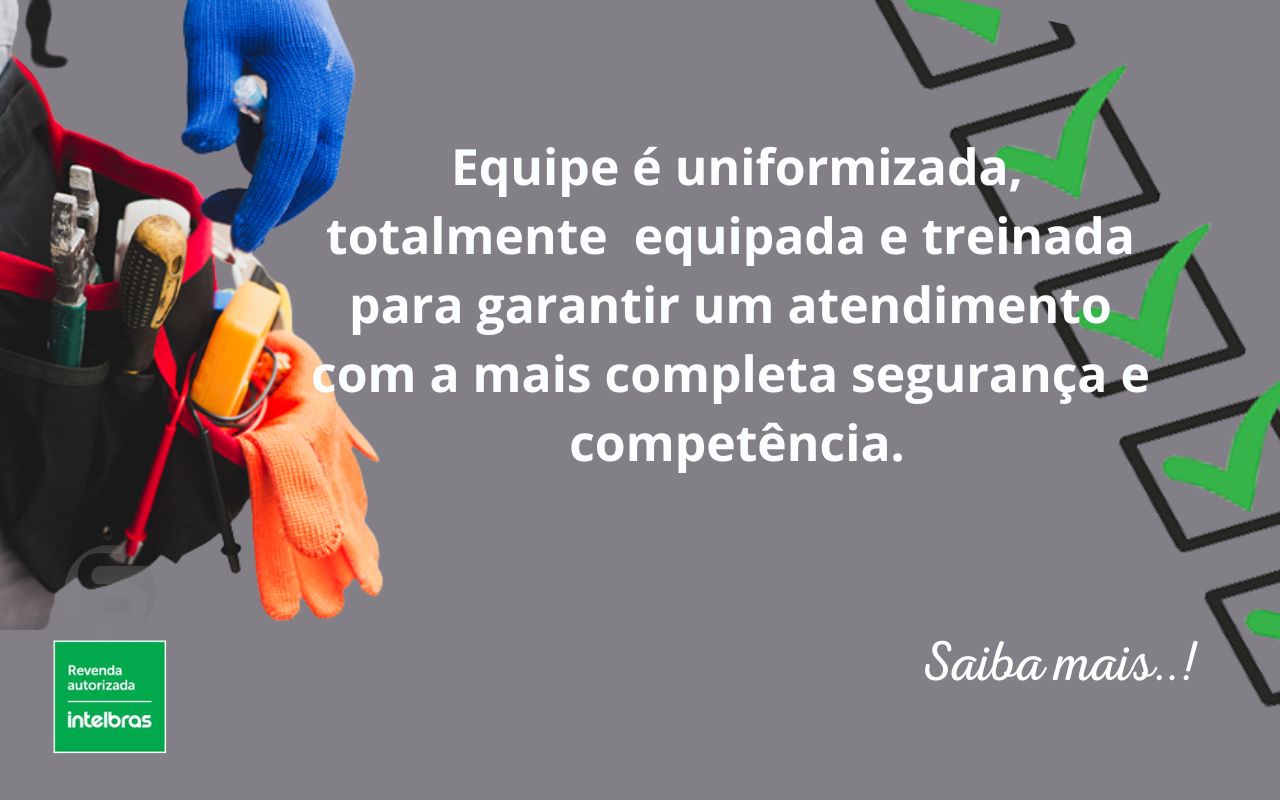 Equipe é uniformizada,
totalmente  equipada e treinada
para garantir um atendimento
com a mais completa segurança e
competência.
Saiba mais..!
Revenda
autorizada
intelbras